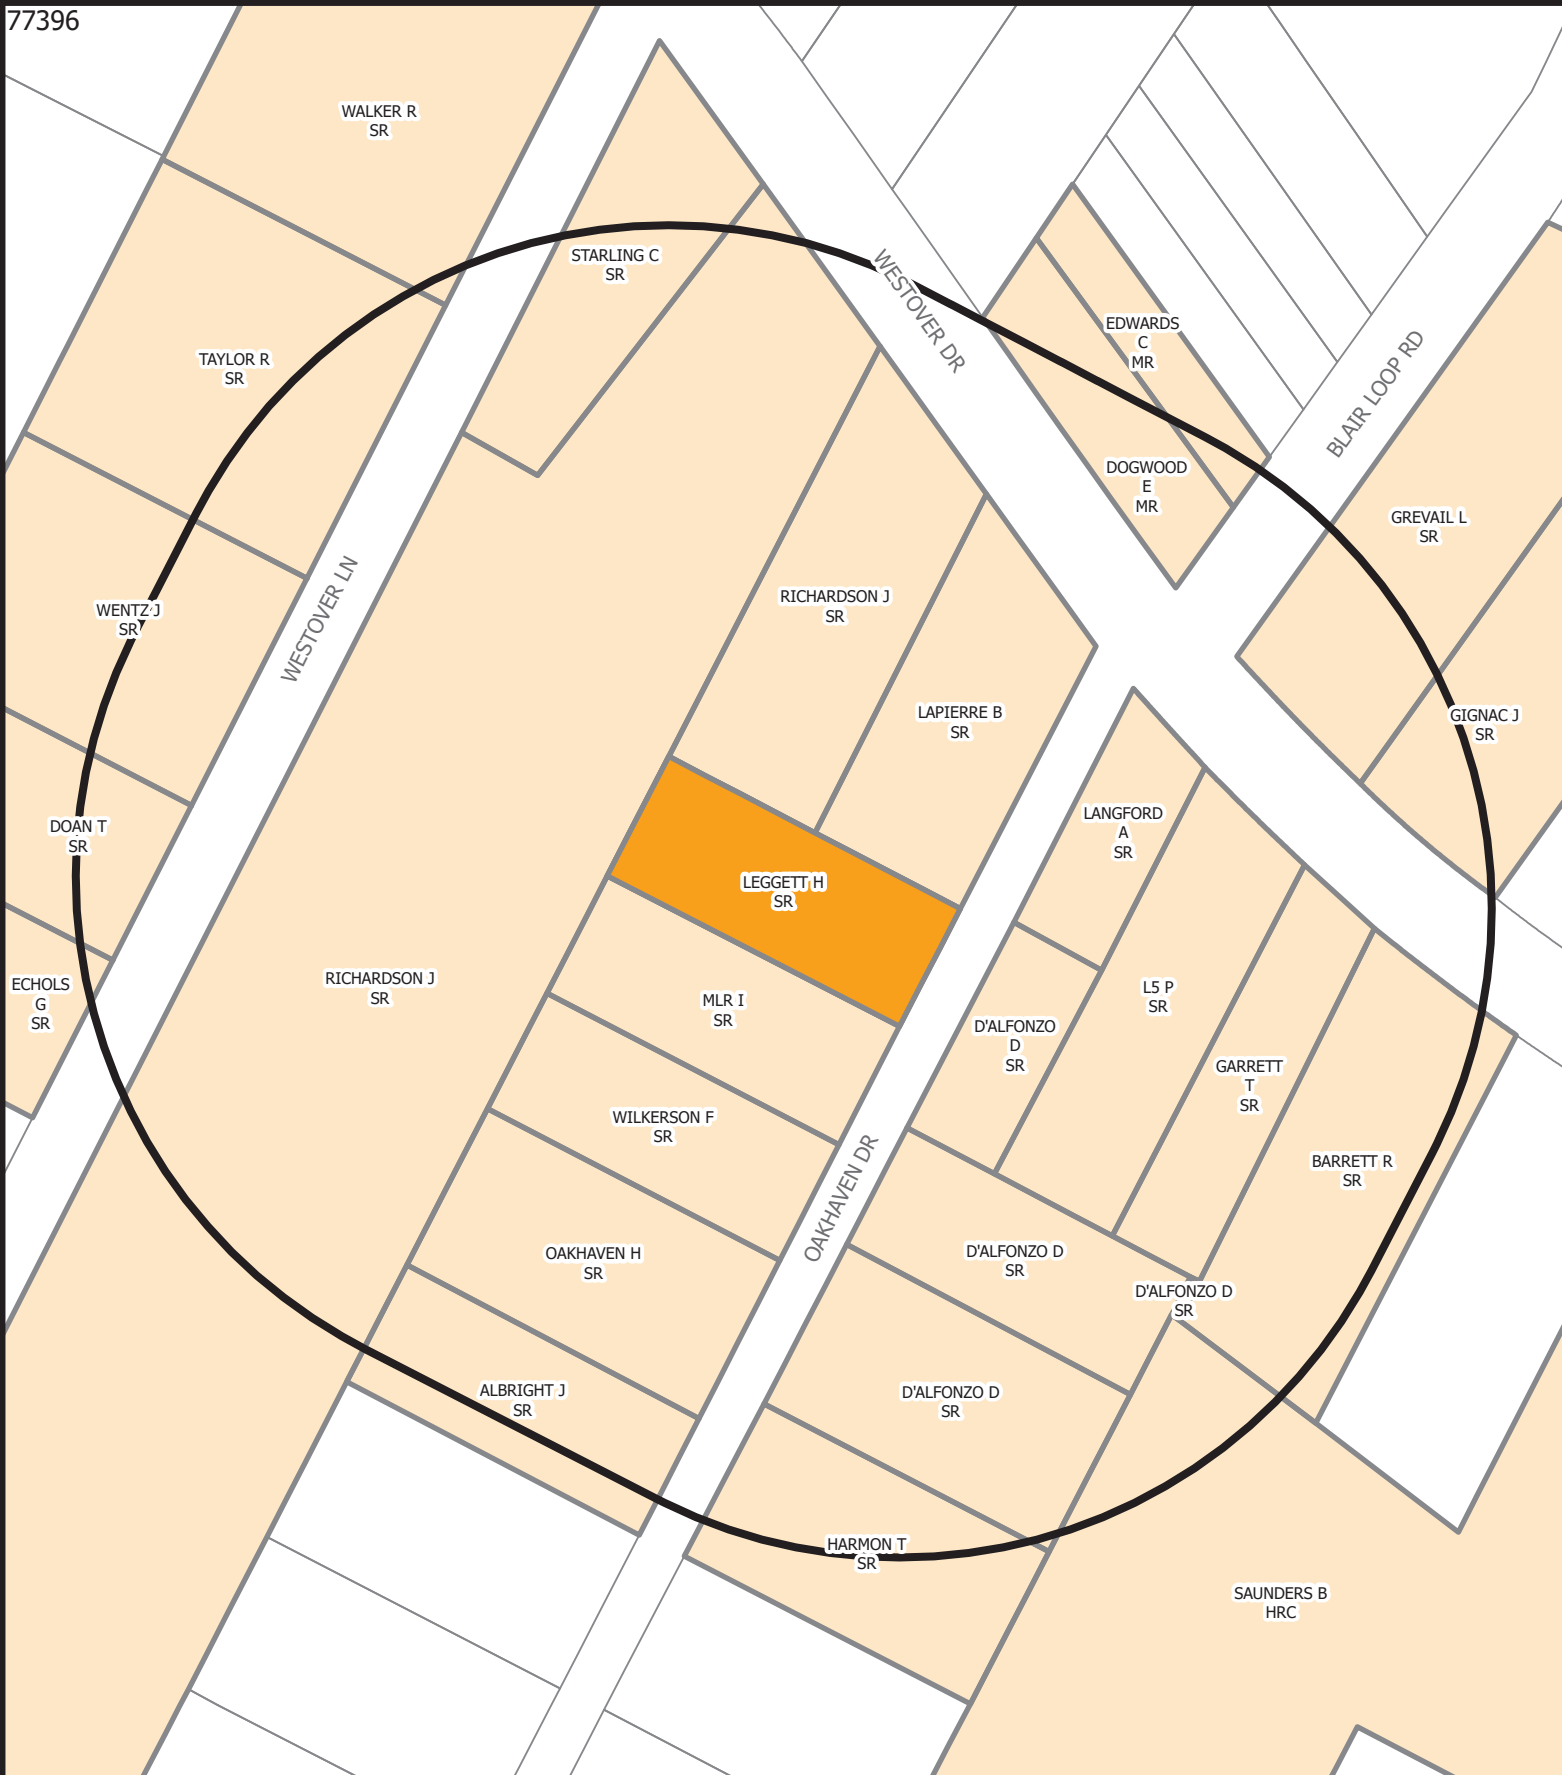 77396
WALKER R
SR
STARLING C
SR
WESTOVER DR
EDWARDS
C
MR
TAYLOR R
SR
BLAIR LOOP RD
DOGWOOD
E
MR
GREVAIL L
SR
WENTZ J
SR
WESTOVER LN
RICHARDSON J
SR
LAPIERRE B
SR
GIGNAC J
SR
DOAN T
SR
LANGFORD
A
SR
LEGGETT H
SR
ECHOLS
G
SR
RICHARDSON J
SR
MLR I
SR
L5 P
SR
D'ALFONZO
D
SR
GARRETT
T
SR
WILKERSON F
SR
OAKHAVEN DR
BARRETT R
SR
OAKHAVEN H
SR
D'ALFONZO D
SR
D'ALFONZO D
SR
ALBRIGHT J
SR
D'ALFONZO D
SR
HARMON T
SR
SAUNDERS B
HRC